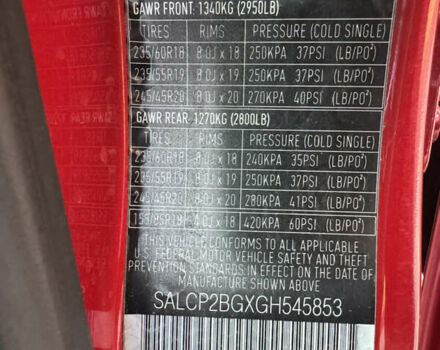 GAWR FRONT: 1340KG (2950LB)
TIRES RIMS PRESSURE (COLD SINGLE)
235/60R18 8.0J x 18 250KPA 37PSI (LB/PO²)
235/55R19 8.0J x 19 250KPA 37PSI (LB/PO²)
245/45R20 8.0J x 20 270KPA 40PSI (LB/PO²)
GAWR REAR: 1270KG (2800LB)
TIRES RIMS PRESSURE (COLD SINGLE)
235/60R18 8.0J x 18 240KPA 35PSI (LB/PO²)
235/55R19 8.0J x 19 250KPA 37PSI (LB/PO²)
245/45R20 8.0J x 20 280KPA 41PSI (LB/PO²)
155/85R18 4.0J x 18 420KPA 60PSI (LB/PO²)
THIS VEHICLE CONFORMS TO ALL APPLICABLE
U.S. FEDERAL MOTOR VEHICLE SAFETY AND THEFT
PREVENTION STANDARDS IN EFFECT ON THE DATE OF
MANUFACTURE SHOWN ABOVE
SALCP2BGXGH545853